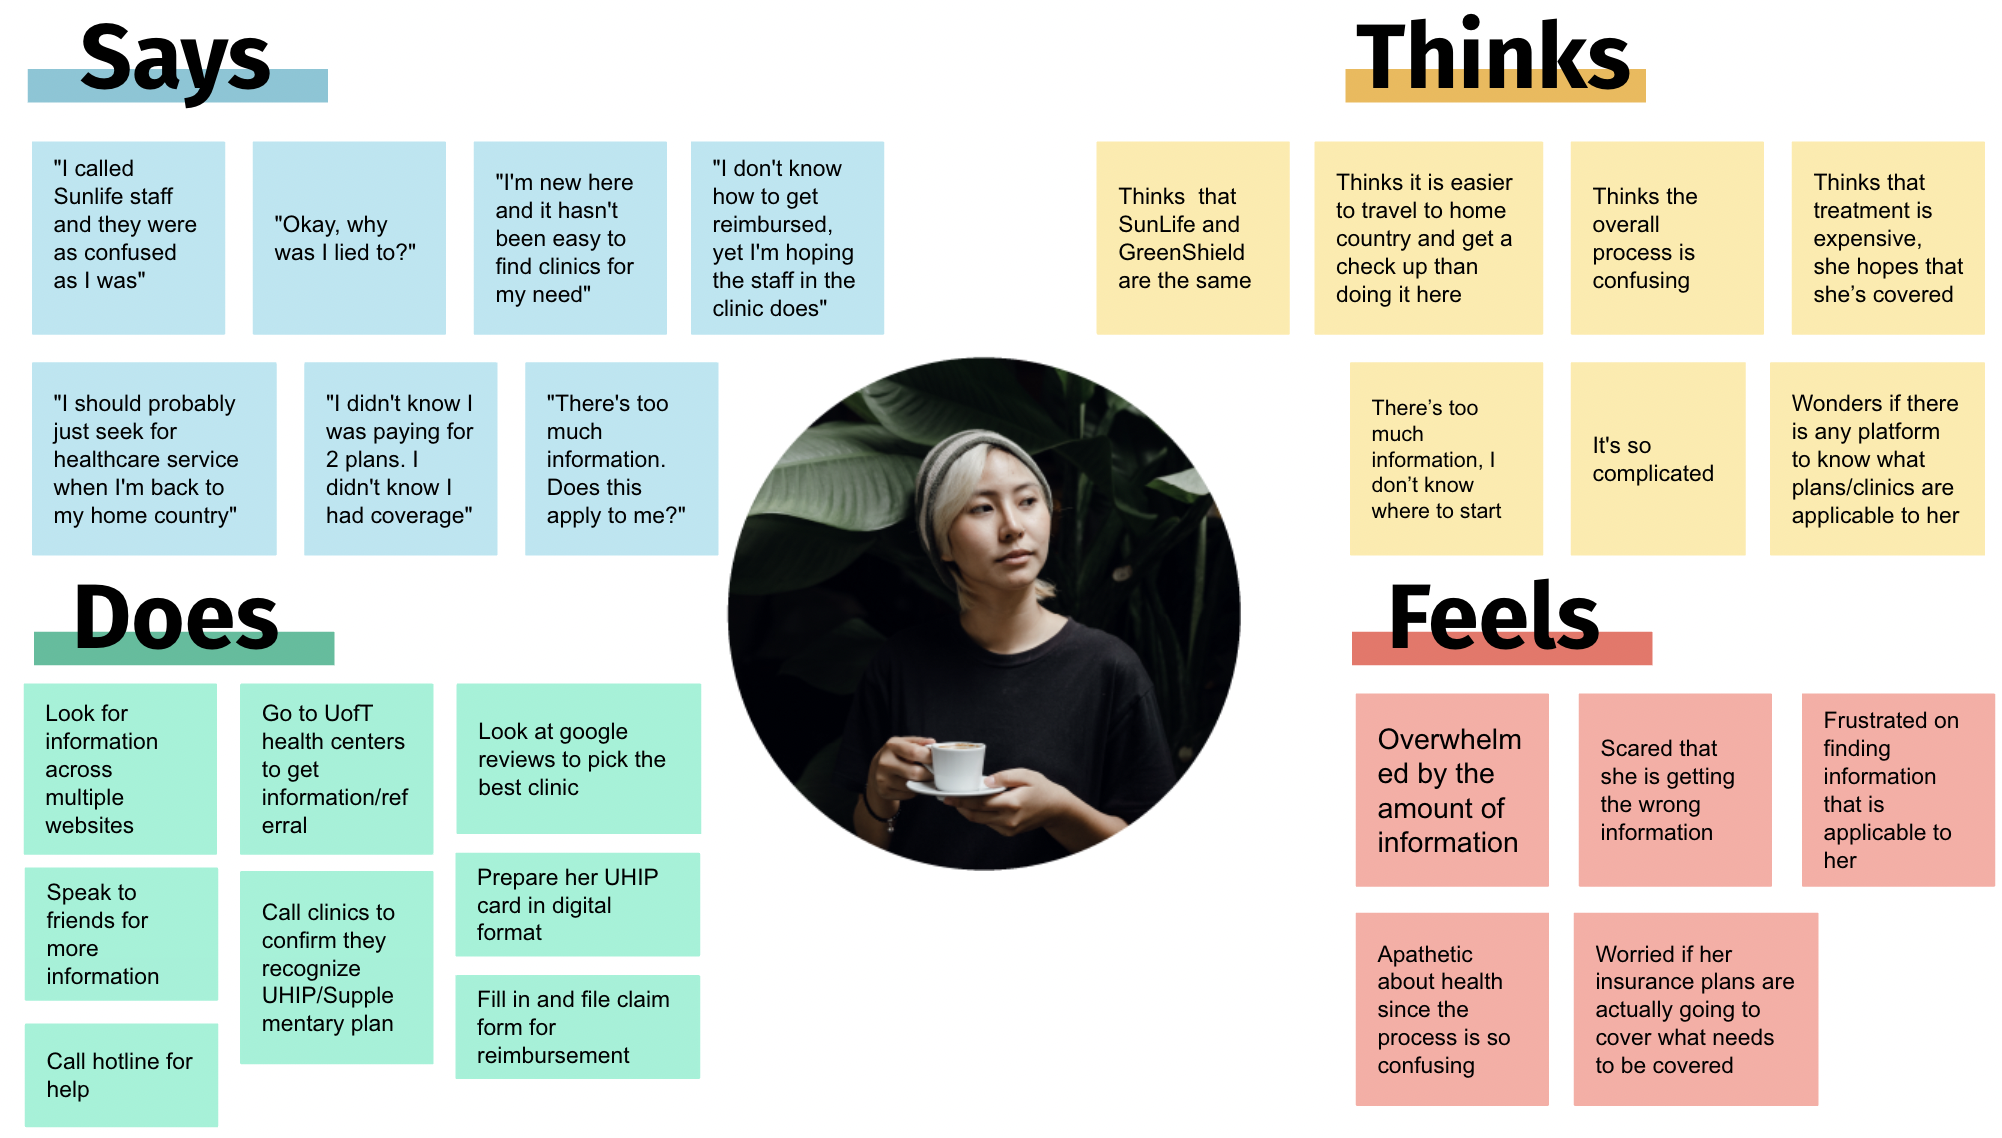 Says
"I called
Sunlife staff
and they were
as confused
as I was"
"Okay, why
was I lied to?"
"I'm new here
and it hasn't
been easy to
find clinics for
my need"
"I don't know
how to get
reimbursed,
yet I'm hoping
the staff in the
clinic does"
"I should probably
just seek for
healthcare service
when I'm back to
my home country"
"I didn't know I
was paying for
2 plans. I
didn't know I
had coverage"
"There's too
much
information.
Does this
apply to me?"
Thinks
Thinks  that
SunLife and
GreenShield
are the same
Thinks it is easier
to travel to home
country and get a
check up than
doing it here
Thinks the
overall
process is
confusing
Thinks that
treatment is
expensive,
she hopes that
she’s covered
There’s too
much
information, I
don’t know
where to start
It's so
complicated
Wonders if there
is any platform
to know what
plans/clinics are
applicable to her
Does
Look for
information
across
multiple
websites
Go to UofT
health centers
to get
information/ref
erral
Look at google
reviews to pick the
best clinic
Speak to
friends for
more
information
Call clinics to
confirm they
recognize
UHIP/Supple
mentary plan
Prepare her UHIP
card in digital
format
Call hotline for
help
Fill in and file claim
form for
reimbursement
Feels
Overwhelm
ed by the
amount of
information
Scared that
she is getting
the wrong
information
Frustrated on
finding
information
that is
applicable to
her
Apathetic
about health
since the
process is so
confusing
Worried if her
insurance plans are
actually going to
cover what needs
to be covered